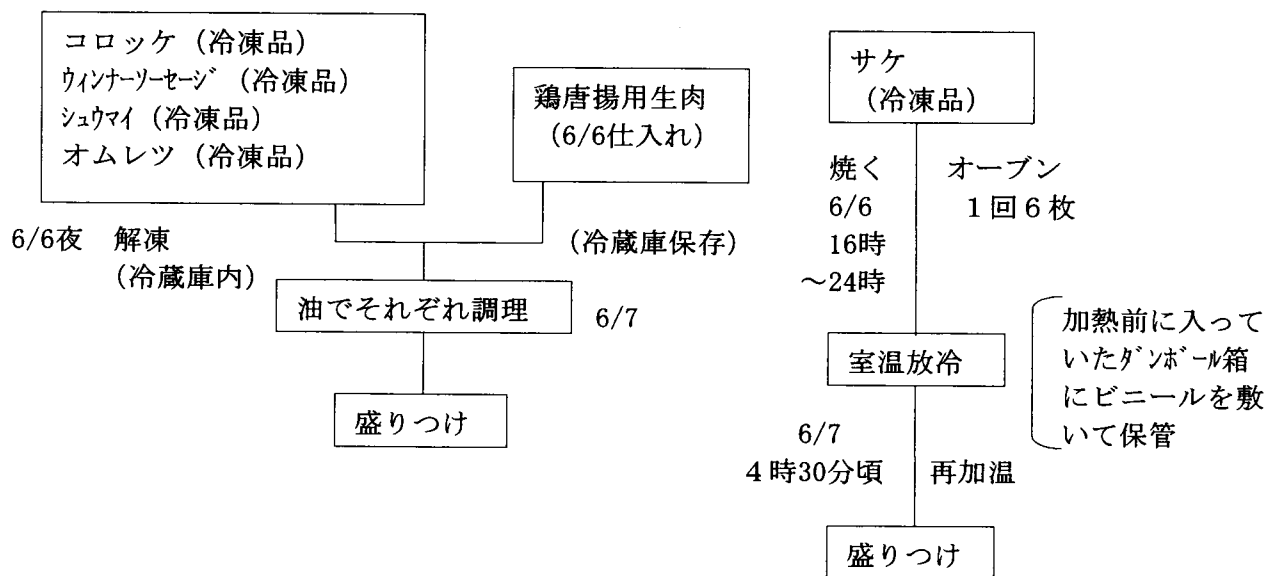 コロッケ（冷凍品）
ｳｨﾝﾅｰｿｰｾｰｼﾞ（冷凍品）
ｼｭｳﾏｲ（冷凍品）
オムレツ（冷凍品）
鶏唐揚用生肉
（6/6仕入れ）
6/6夜　解凍
（冷蔵庫内）
（冷蔵庫保存）
油でそれぞれ調理
6/7
盛りつけ
サケ
（冷凍品）
焼く
6/6
16時
～24時
オーブン
１回６枚
室温放冷
加熱前に入って
いたﾀﾞﾝﾎﾞｰﾙ箱
にビニールを敷
いて保管
6/7
４時30分頃
再加温
盛りつけ